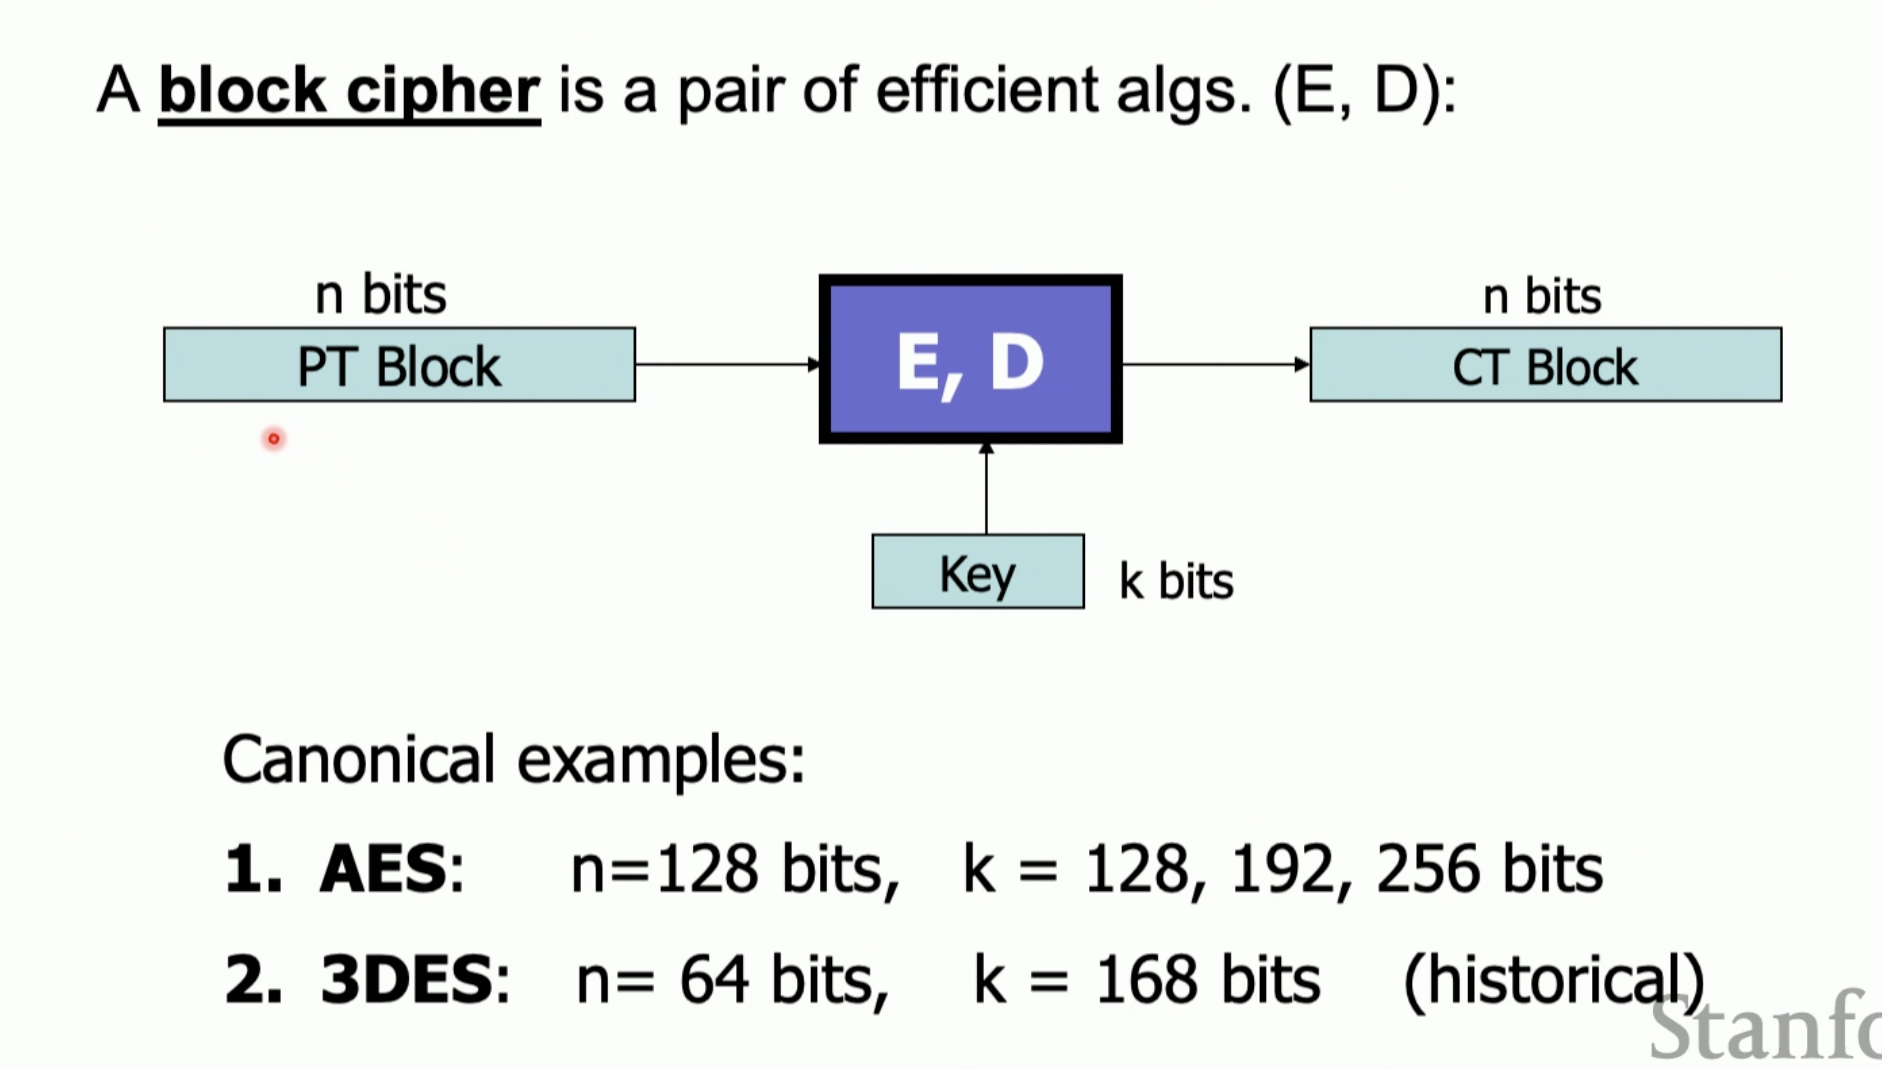 A block cipher is a pair of efficient algs. (E, D):
n bits
n bits
PT Block
E, D
CT Block
Key
k bits
Canonical examples:
1. AES: n=128 bits, k = 128, 192, 256 bits
2. 3DES: n= 64 bits, k = 168 bits (historical)
Stanfo